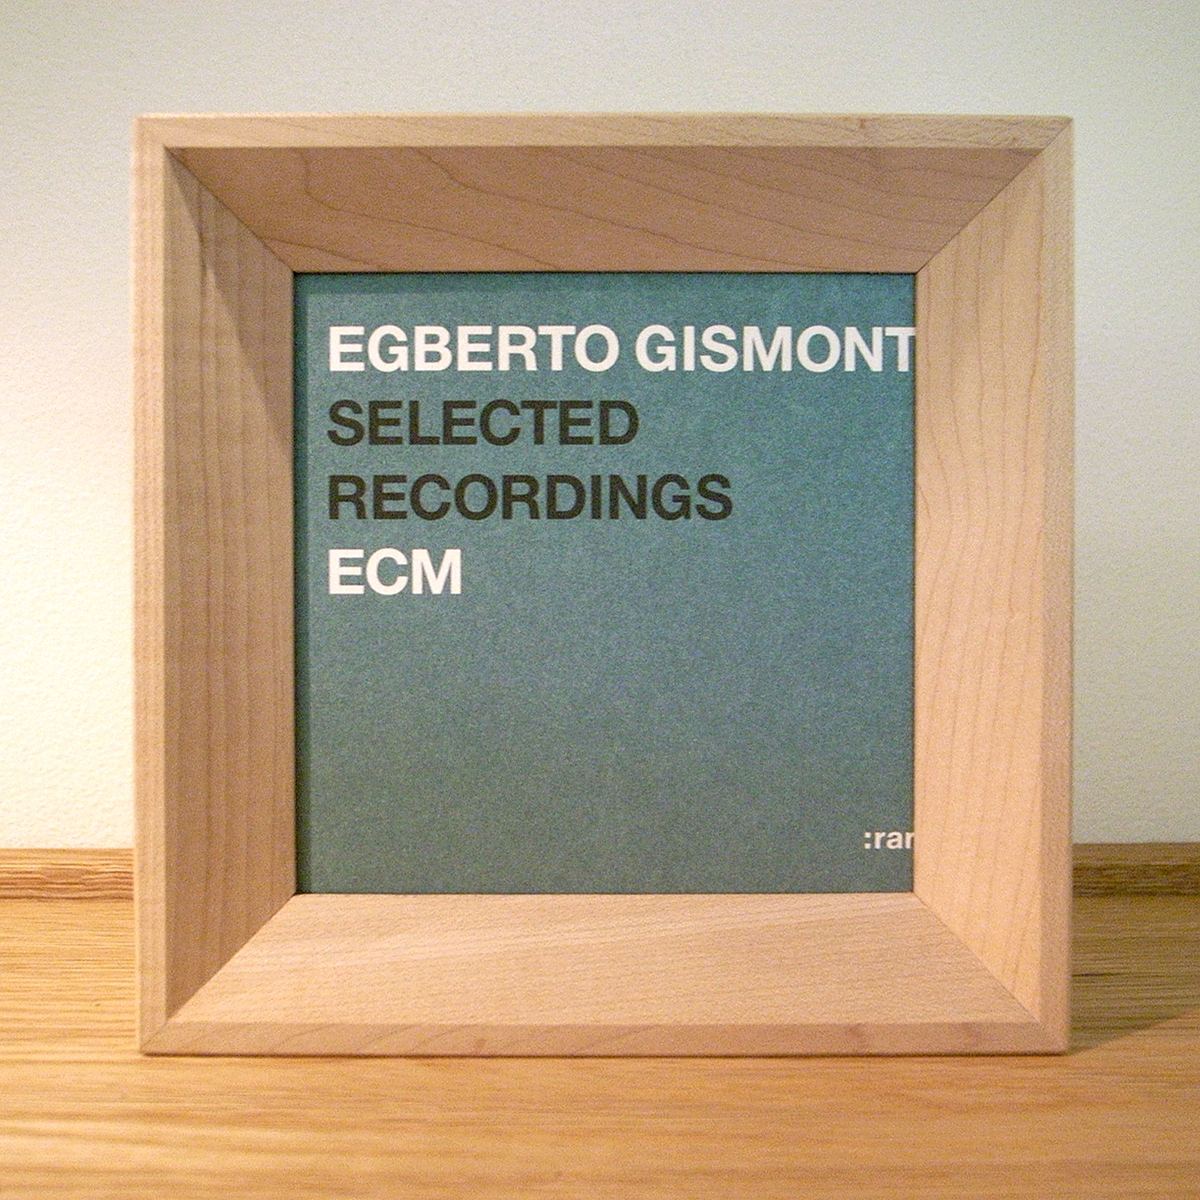 EGBERTO GISMONT
SELECTED
RECORDINGS
ECM
:rar